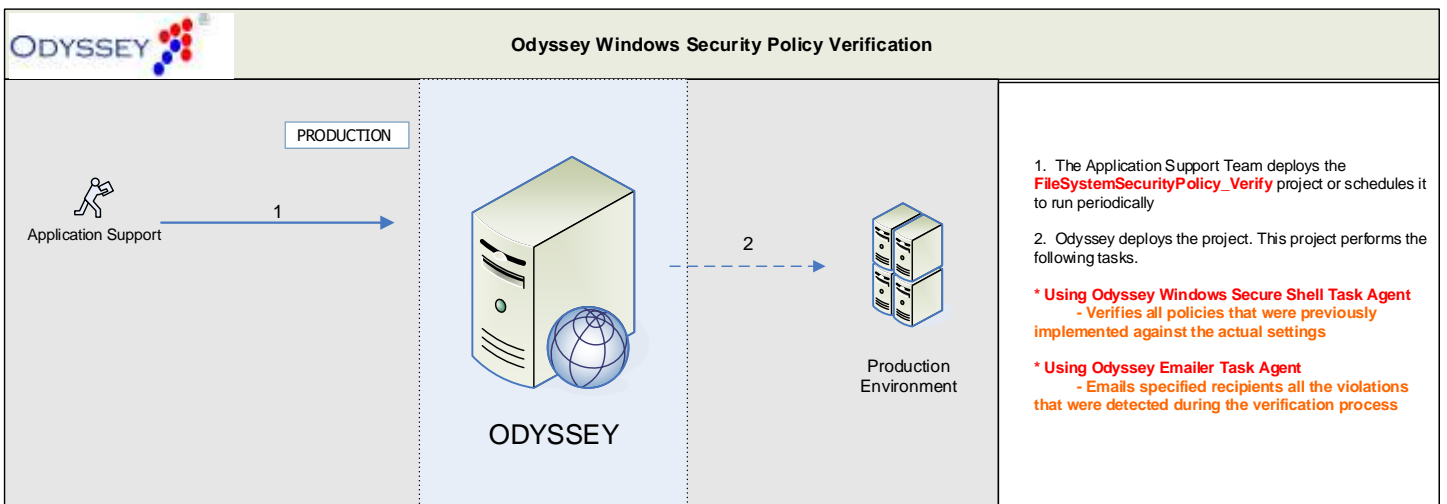 ODYSSEY
®
Odyssey Windows Security Policy Verification
PRODUCTION
1
Application Support
ODYSSEY
2
Production
Environment
1. The Application Support Team deploys the
FileSystemSecurityPolicy_Verify project or schedules it
to run periodically
2. Odyssey deploys the project. This project performs the
following tasks.
* Using Odyssey Windows Secure Shell Task Agent
- Verifies all policies that were previously
implemented against the actual settings
* Using Odyssey Emailer Task Agent
- Emails specified recipients all the violations
that were detected during the verification process